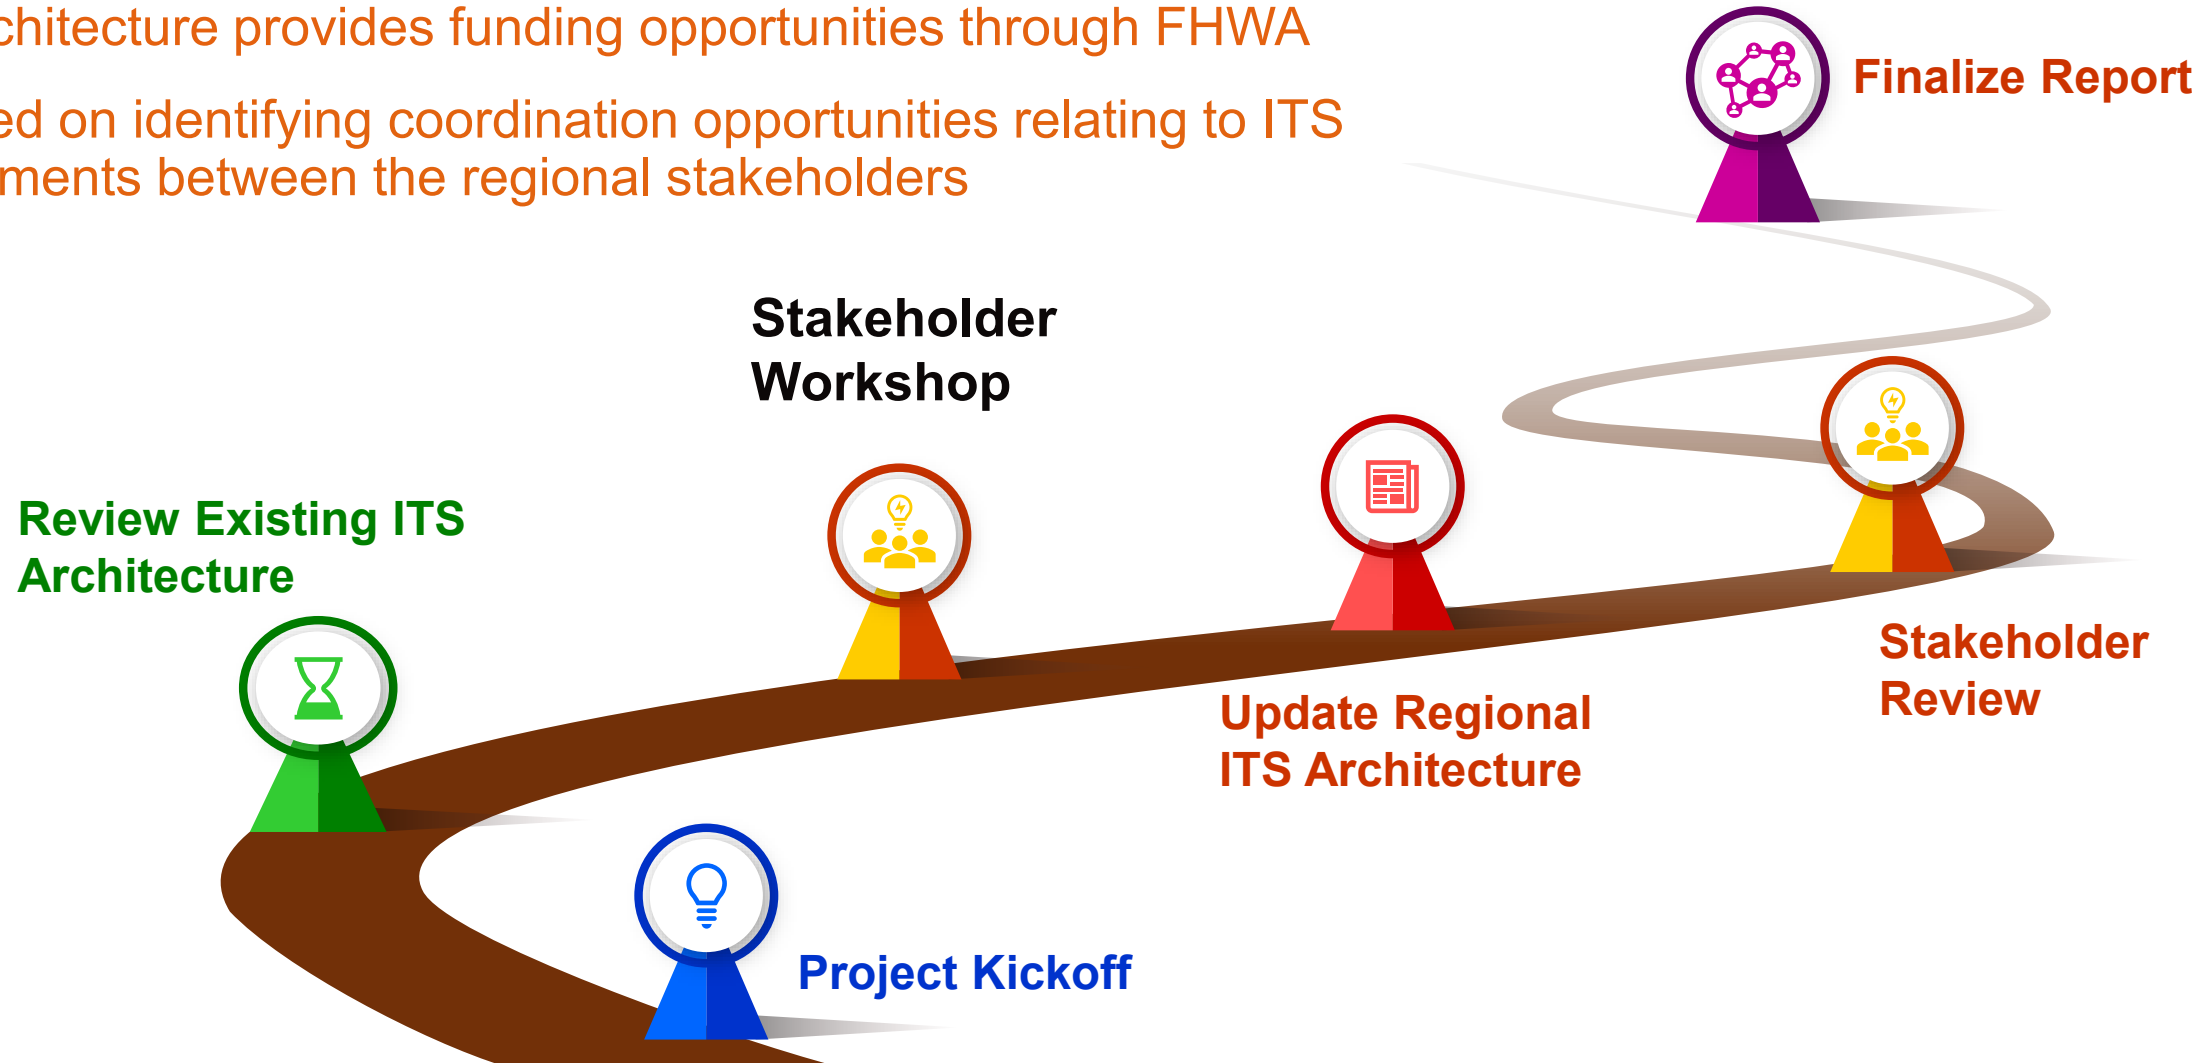 chitecture provides funding opportunities through FHWA
ed on identifying coordination opportunities relating to ITS
ments between the regional stakeholders
Finalize Report
Stakeholder
Workshop
Review Existing ITS
Architecture
Stakeholder
Review
Update Regional
ITS Architecture
Project Kickoff